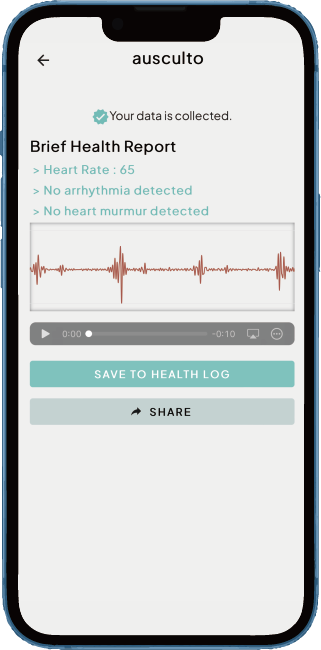 ausculto
Your data is collected.
Brief Health Report
> Heart Rate : 65
> No arrhythmia detected
> No heart murmur detected
0:00 -0:10
SAVE TO HEALTH LOG
SHARE